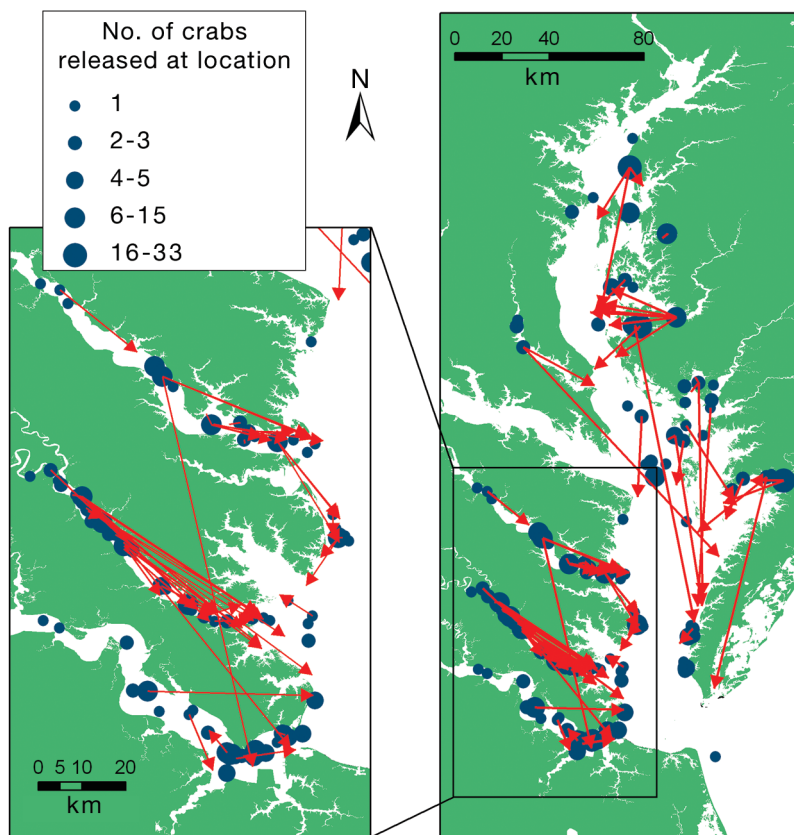 No. of crabs
released at location
1
2-3
4-5
6-15
16-33
N
0 20 40 80
km
0 5 10 20
km